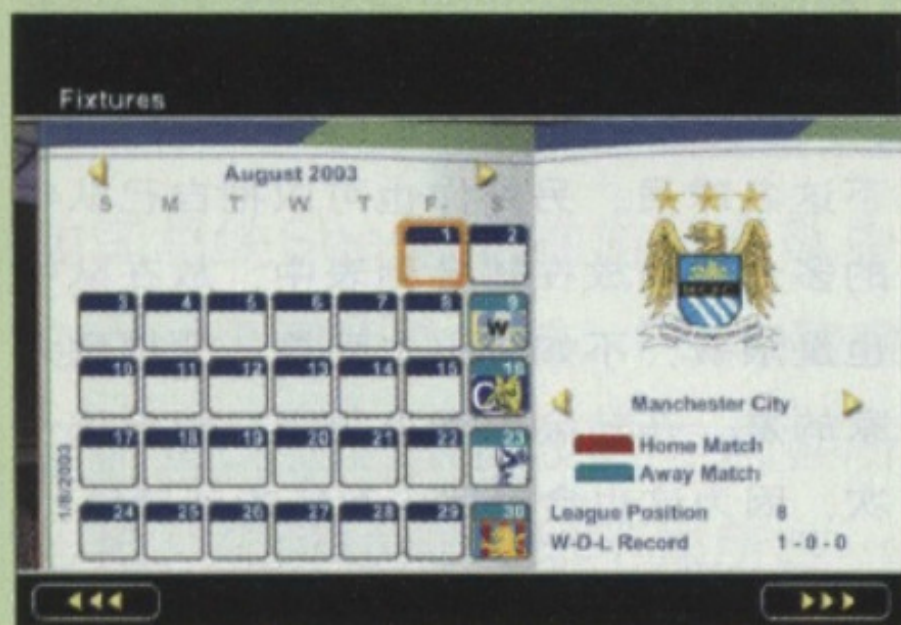 Fixtures
August 2003
S M T W T F S
1 2
3 4 5 6 7 8 9
W
10 11 12 13 14 15 16
17 18 19 20 21 22 23
24 25 26 27 28 29 30
1/8/2003
M.C.F.C.
Manchester City
Home Match
Away Match
League Position 8
W-D-L Record 1 - 0 - 0